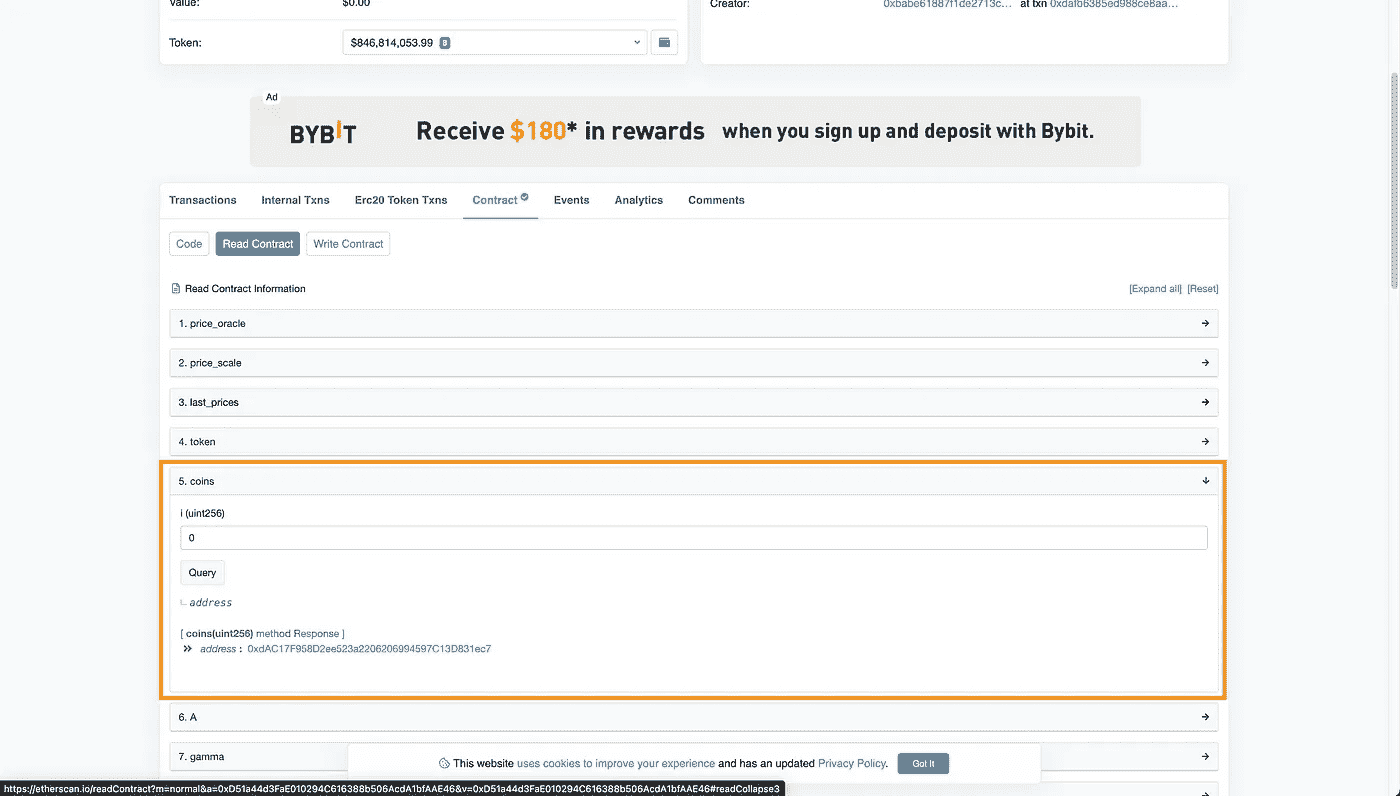 Value: $0.00
Creator: 0xbabe61887f1de2713c... at txn 0xdafb6385ed988ce8aa...
Token: $846,814,053.99 8
Ad
BYBIT Receive $180* in rewards when you sign up and deposit with Bybit.
Transactions Internal Txns Erc20 Token Txns Contract Events Analytics Comments
Code Read Contract Write Contract
Read Contract Information [Expand all] [Reset]
1. price_oracle
2. price_scale
3. last_prices
4. token
5. coins
i (uint256)
0
Query
address
[ coins(uint256) method Response ]
address : 0xdAC17F958D2ee523a2206206994597C13D831ec7
6. A
7. gamma
This website uses cookies to improve your experience and has an updated Privacy Policy. Got It
https://etherscan.io/readContract?m=normal&a=0xD51a44d3FaE010294C616388b506AcdA1bfAAE46&v=0xD51a44d3FaE010294C616388b506AcdA1bfAAE46#readCollapse3